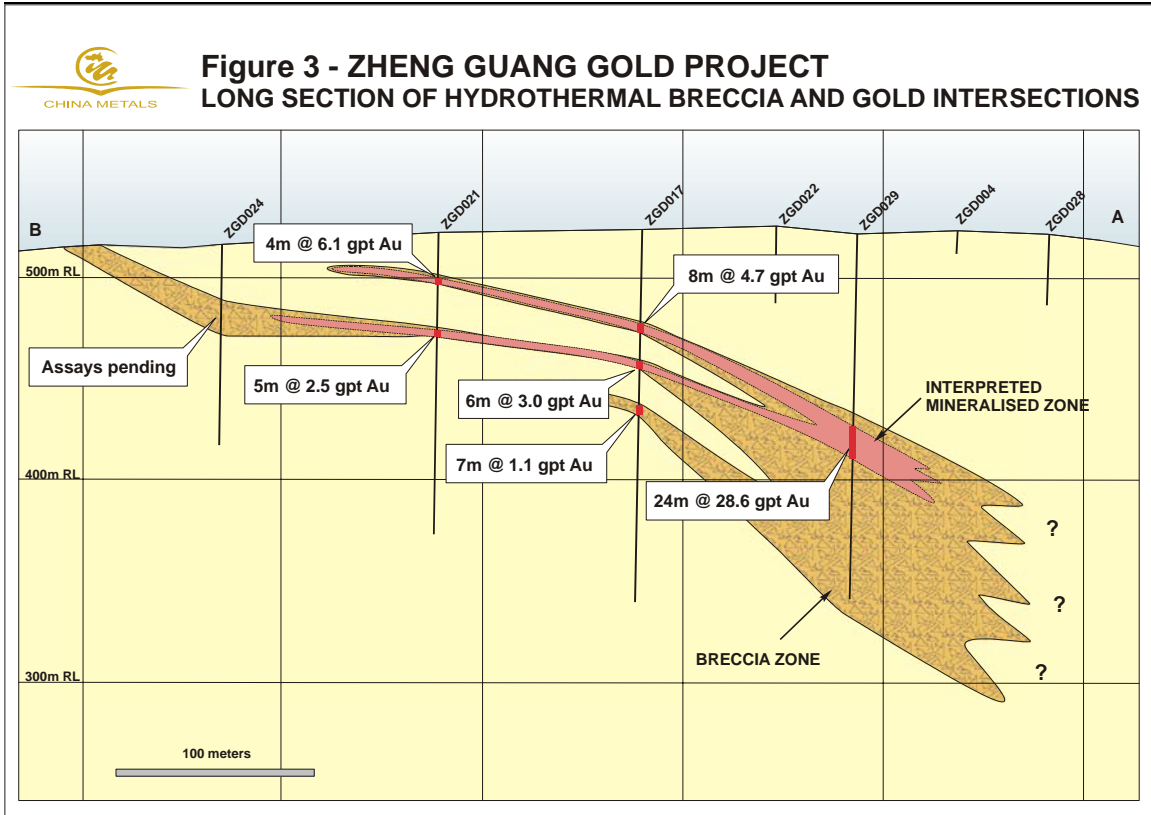 CHINA METALS
Figure 3 - ZHENG GUANG GOLD PROJECT
LONG SECTION OF HYDROTHERMAL BRECCIA AND GOLD INTERSECTIONS
B
ZGD024
ZGD021
ZGD017
ZGD022
ZGD029
ZGD004
ZGD028
A
4m @ 6.1 gpt Au
8m @ 4.7 gpt Au
500m RL
Assays pending
5m @ 2.5 gpt Au
6m @ 3.0 gpt Au
INTERPRETED
MINERALISED ZONE
7m @ 1.1 gpt Au
400m RL
24m @ 28.6 gpt Au
?
?
BRECCIA ZONE
?
300m RL
100 meters